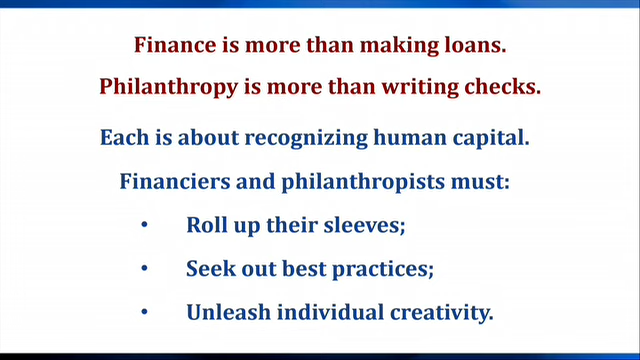 Finance is more than making loans.
Philanthropy is more than writing checks.
Each is about recognizing human capital.
Financiers and philanthropists must:
• Roll up their sleeves;
• Seek out best practices;
• Unleash individual creativity.